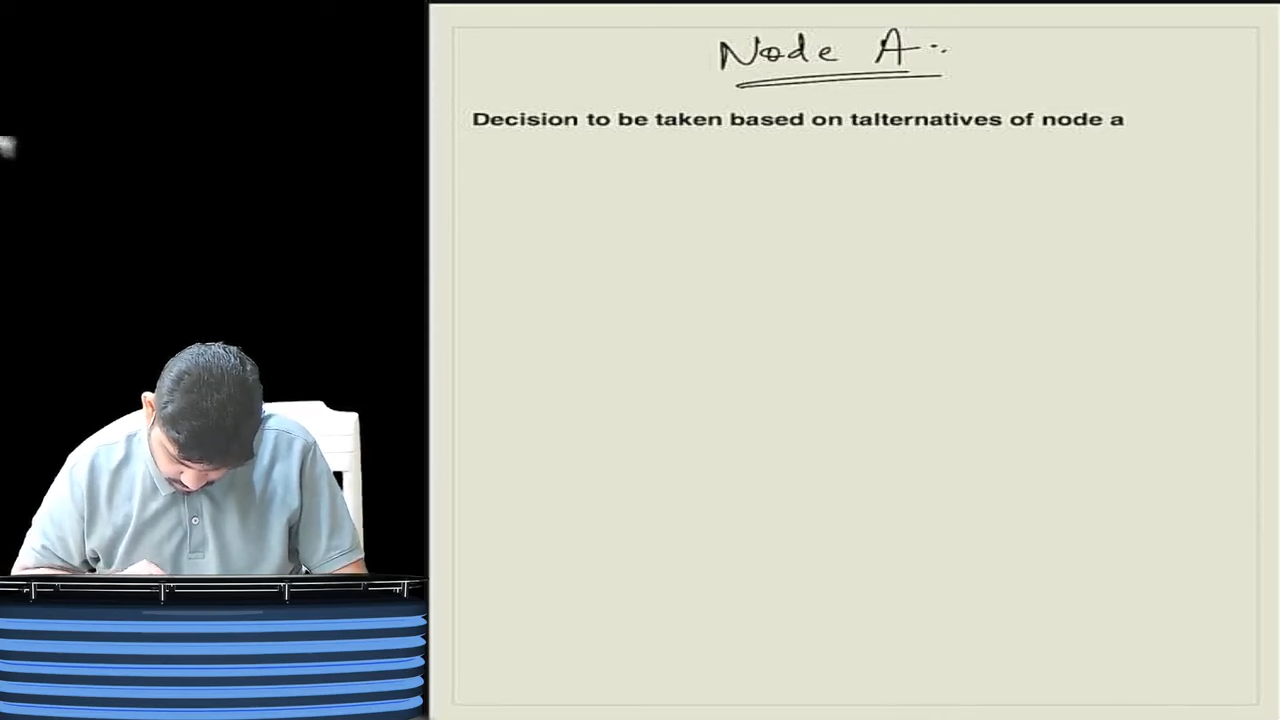 Node A:-
Decision to be taken based on talternatives of node a